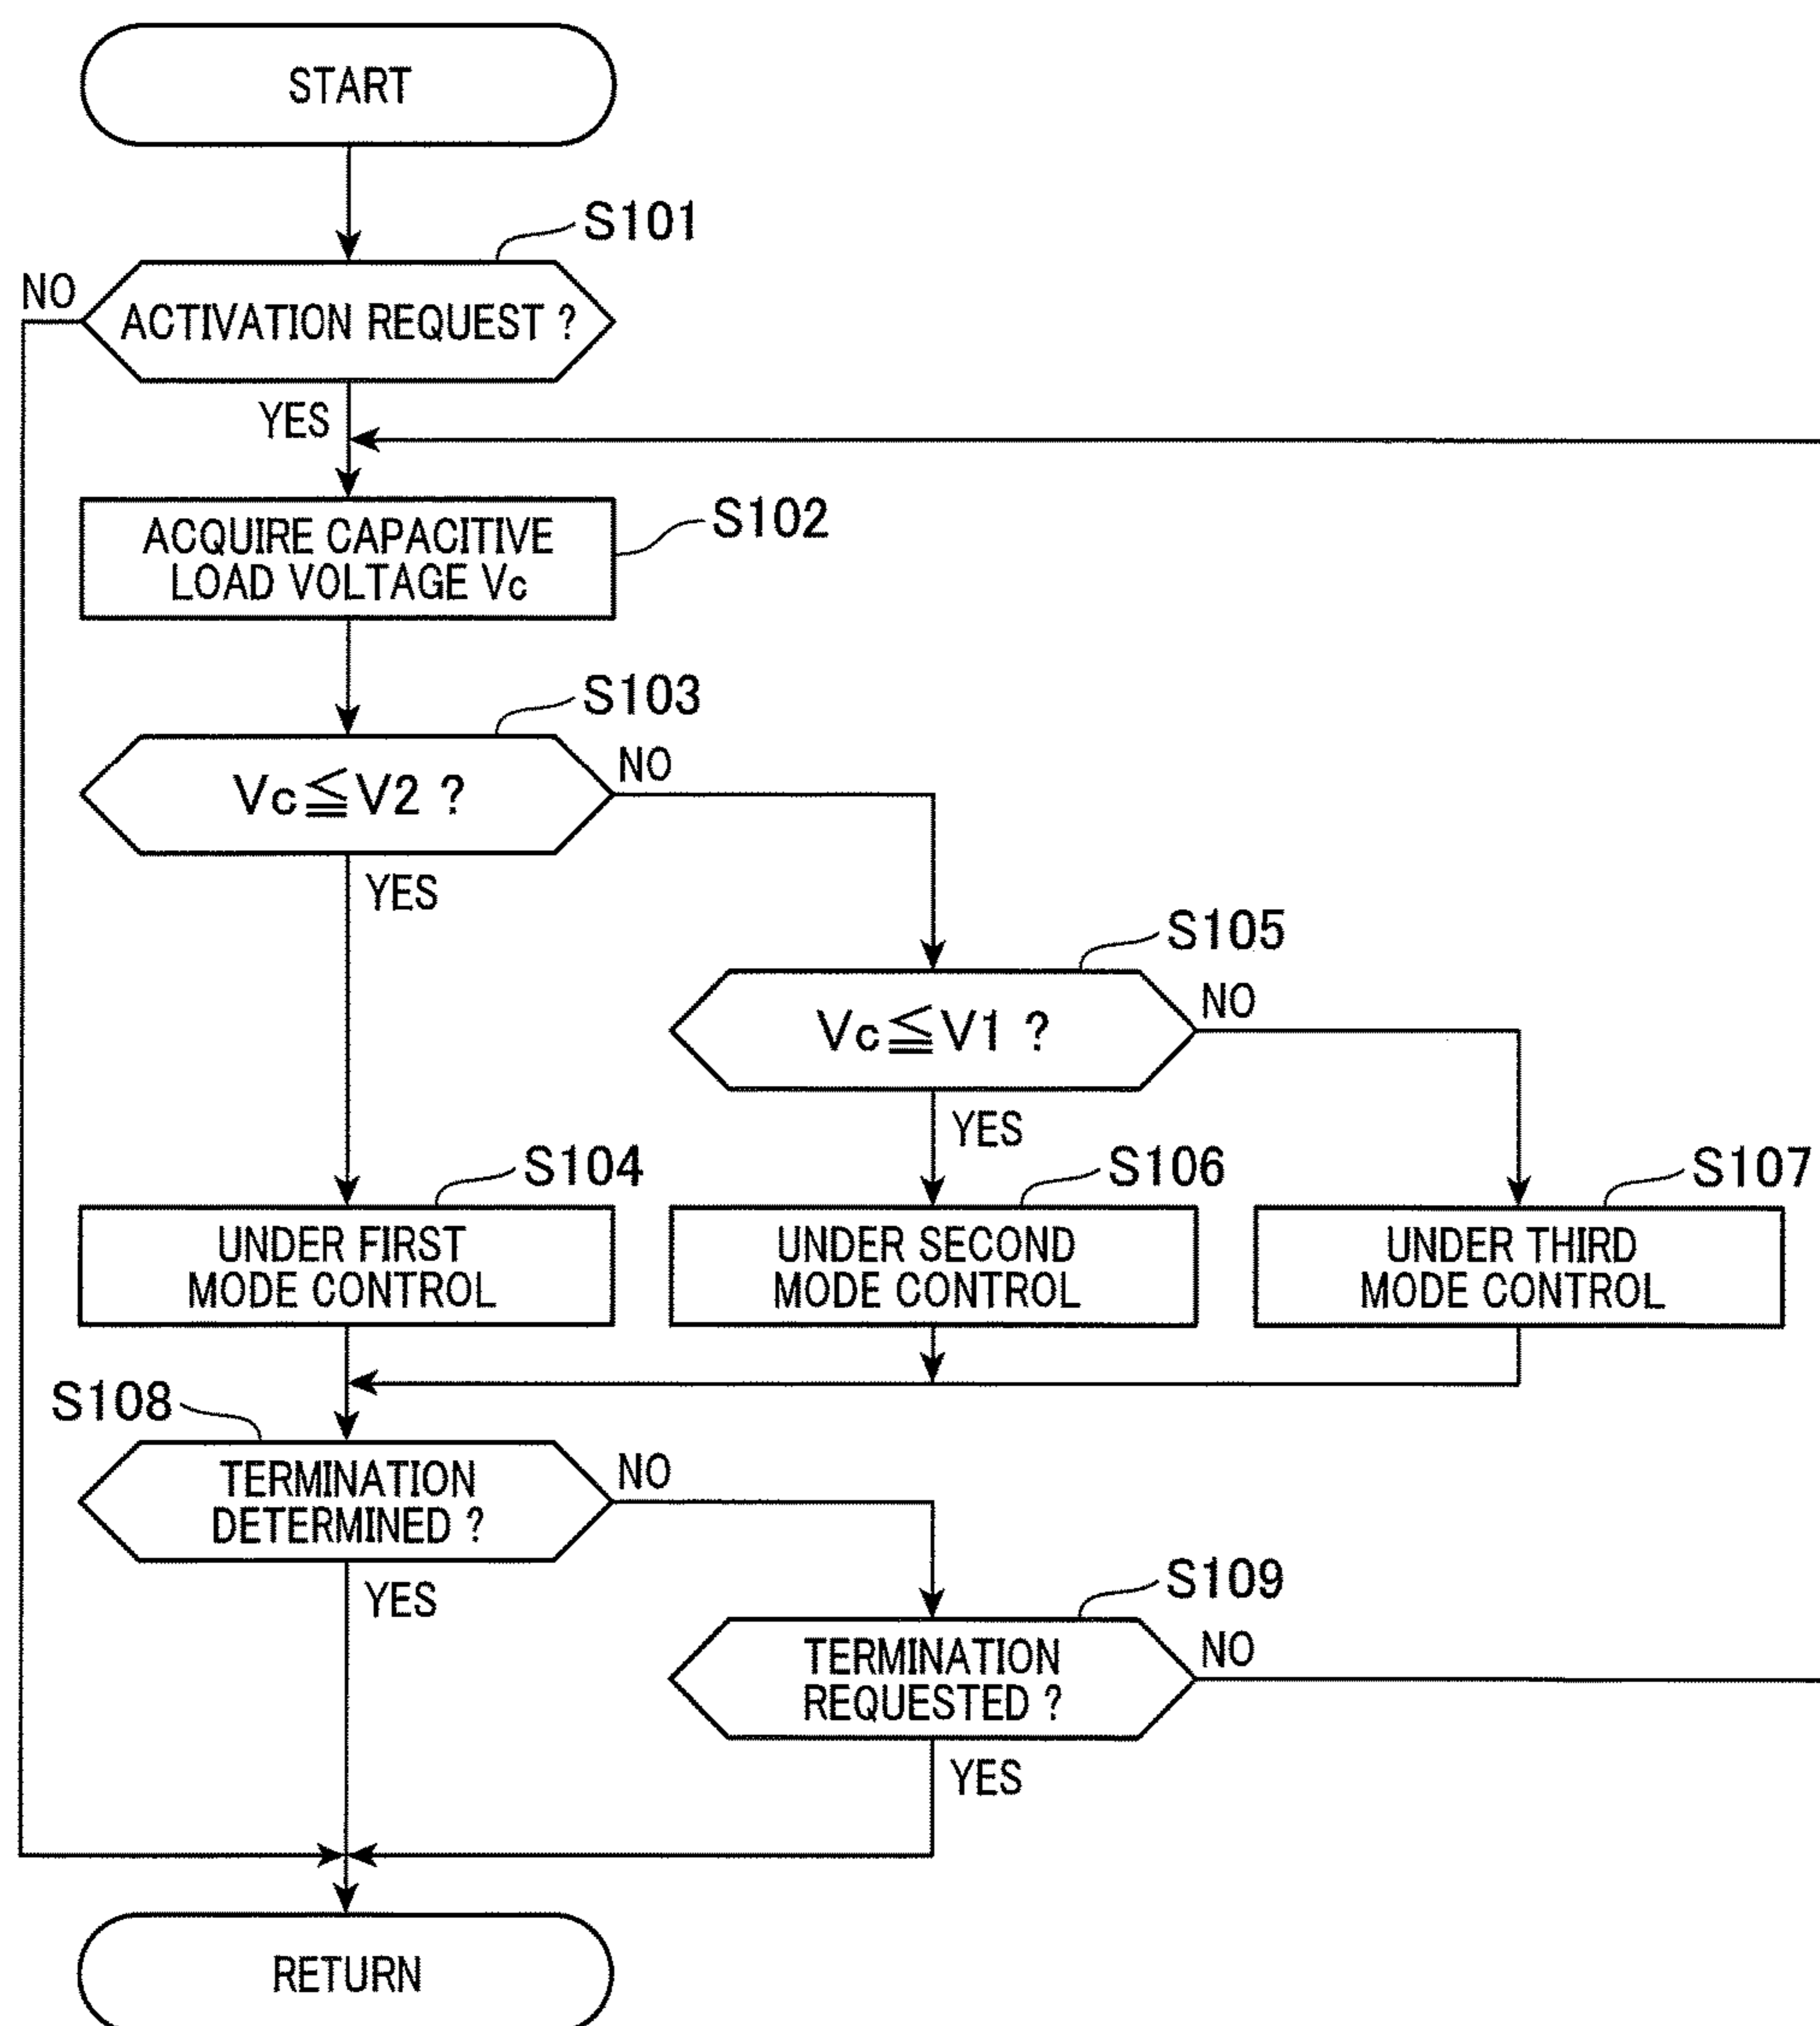 START
S101
NO
ACTIVATION REQUEST ?
YES
S102
ACQUIRE CAPACITIVE
LOAD VOLTAGE Vc
S103
Vc≦V2 ?
NO
YES
S105
Vc≦V1 ?
NO
YES
S104
UNDER FIRST
MODE CONTROL
S106
UNDER SECOND
MODE CONTROL
S107
UNDER THIRD
MODE CONTROL
S108
TERMINATION
DETERMINED ?
NO
YES
S109
TERMINATION
REQUESTED ?
NO
YES
RETURN